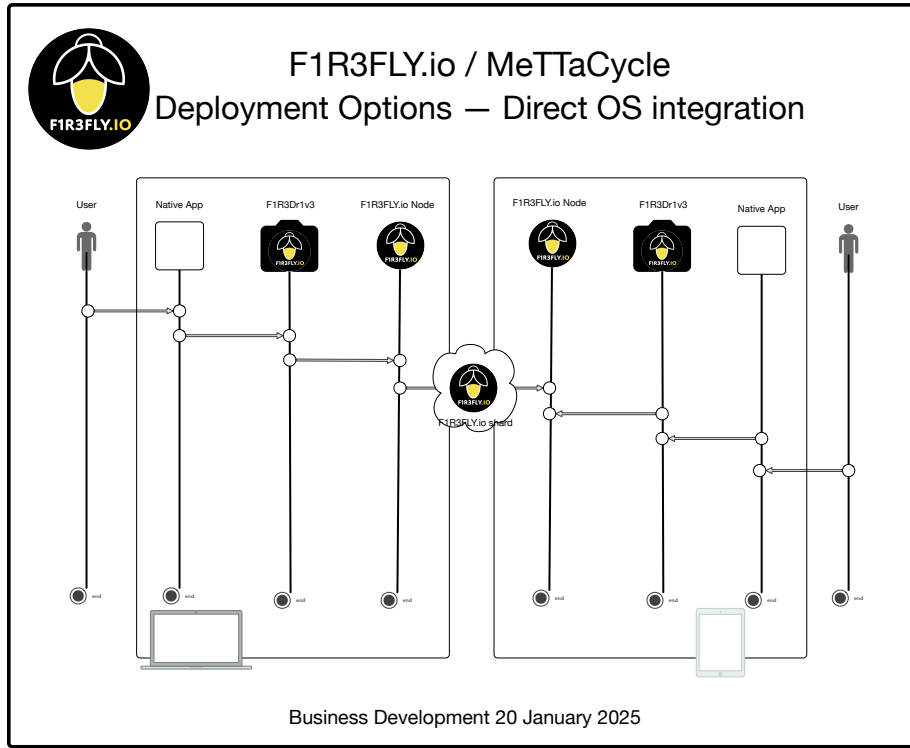 F1R3FLY.IO
F1R3FLY.io / MeTTaCycle
Deployment Options — Direct OS integration
User
Native App
F1R3Dr1v3
F1R3FLY.io Node
F1R3FLY.io Node
F1R3Dr1v3
Native App
User
F1R3FLY.IO
F1R3FLY.IO
F1R3FLY.IO
F1R3FLY.IO
F1R3FLY.IO
F1R3FLY.io shard
end
end
end
end
end
end
end
end
Business Development 20 January 2025